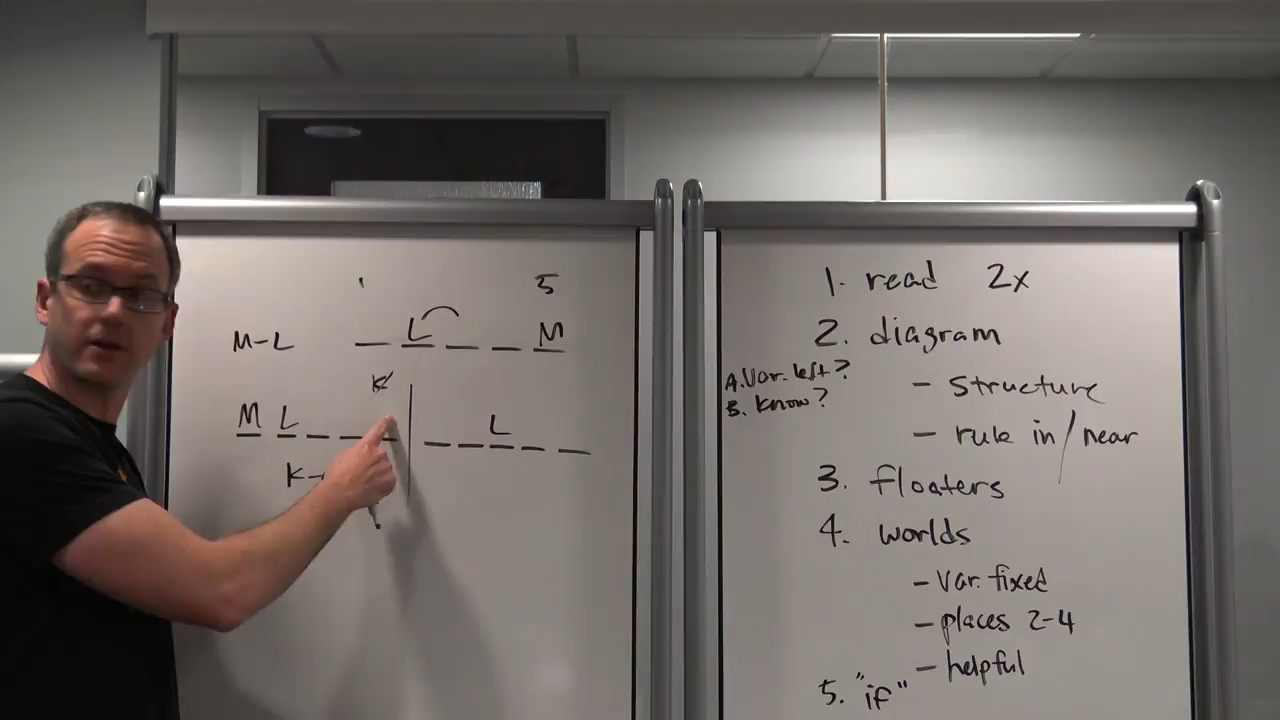 1 5
M-L _ L _ _ M
K
M L _ _ _ | _ _ L _ _
K-
1. read 2x
2. diagram
A. Var. left? - structure
B. know? - rule in/near
3. floaters
4. worlds
- var. fixed
- places 2-4
- helpful
5. "if"